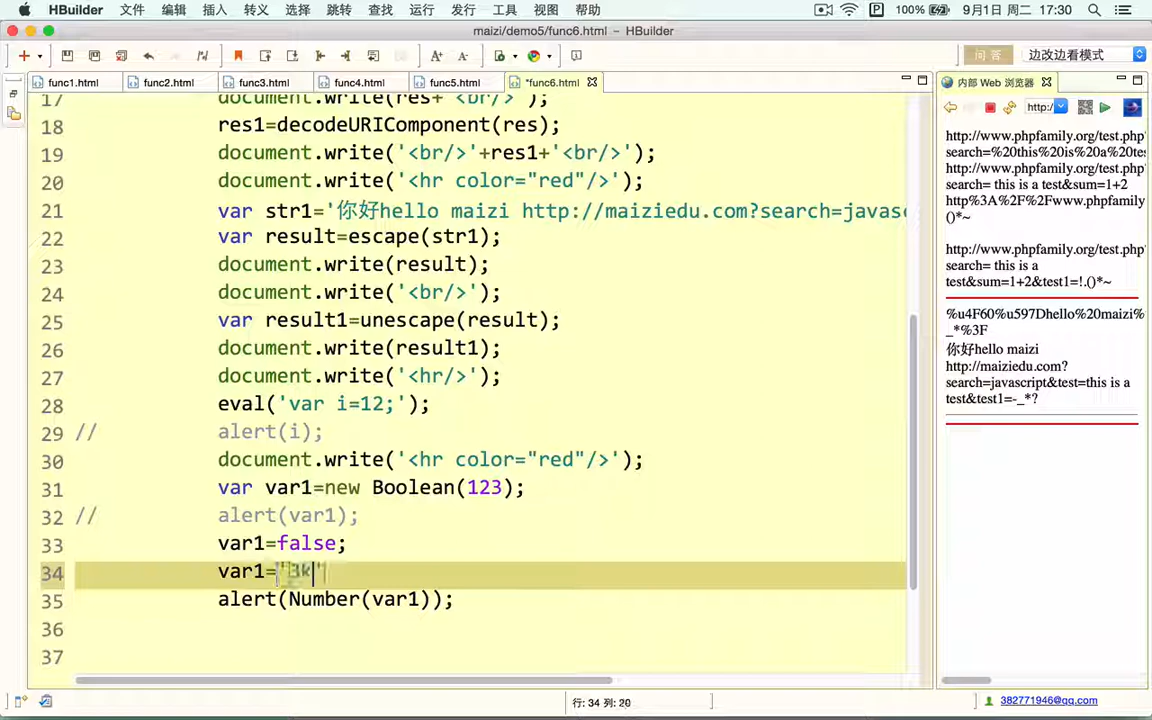 HBuilder 文件 编辑 插入 转义 选择 跳转 查找 运行 发行 工具 视图 帮助 100% 9月1日 周二 17:30
maizi/demo5/func6.html – HBuilder
问 答 边改边看模式
func1.html func2.html func3.html func4.html func5.html *func6.html 内部 Web 浏览器
http:/
17 document.write(res+'<br/>');
18 res1=decodeURIComponent(res);
19 document.write('<br/>'+res1+'<br/>');
20 document.write('<hr color="red"/>');
21 var str1='你好hello maizi http://maiziedu.com?search=javasc
22 var result=escape(str1);
23 document.write(result);
24 document.write('<br/>');
25 var result1=unescape(result);
26 document.write(result1);
27 document.write('<hr/>');
28 eval('var i=12;');
29 // alert(i);
30 document.write('<hr color="red"/>');
31 var var1=new Boolean(123);
32 // alert(var1);
33 var1=false;
34 var1="3k"
35 alert(Number(var1));
36
37
http://www.phpfamily.org/test.php
search=%20this%20is%20a%20tes
http://www.phpfamily.org/test.php
search= this is a test&sum=1+2
http%3A%2F%2Fwww.phpfamily
()*~
http://www.phpfamily.org/test.php
search= this is a
test&sum=1+2&test1=!.()*~
%u4F60%u597Dhello%20maizi%
_*%3F
你好hello maizi
http://maiziedu.com?
search=javascript&test=this is a
test&test1=-_*?
行: 34 列: 20
382771946@qq.com